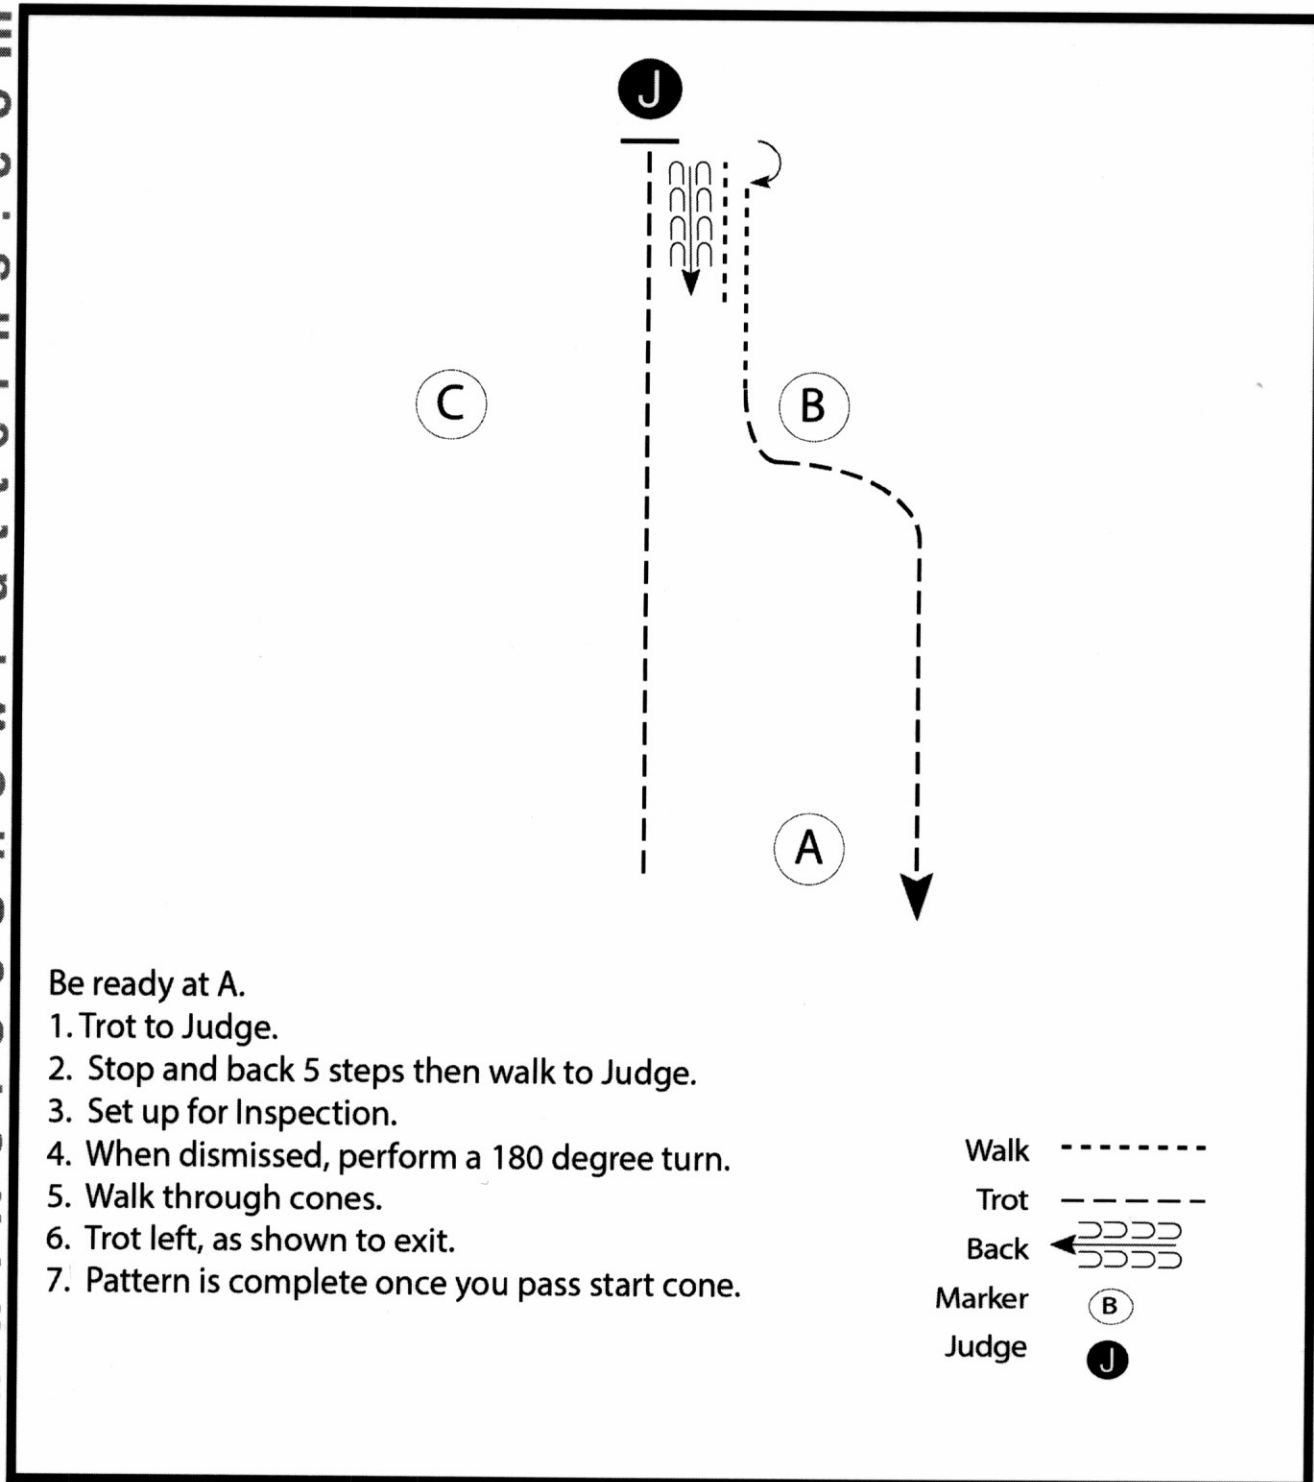 J
C
B
A
Be ready at A.
1. Trot to Judge.
2. Stop and back 5 steps then walk to Judge.
3. Set up for Inspection.
4. When dismissed, perform a 180 degree turn.
5. Walk through cones.
6. Trot left, as shown to exit.
7. Pattern is complete once you pass start cone.
Walk
Trot
Back
Marker B
Judge J